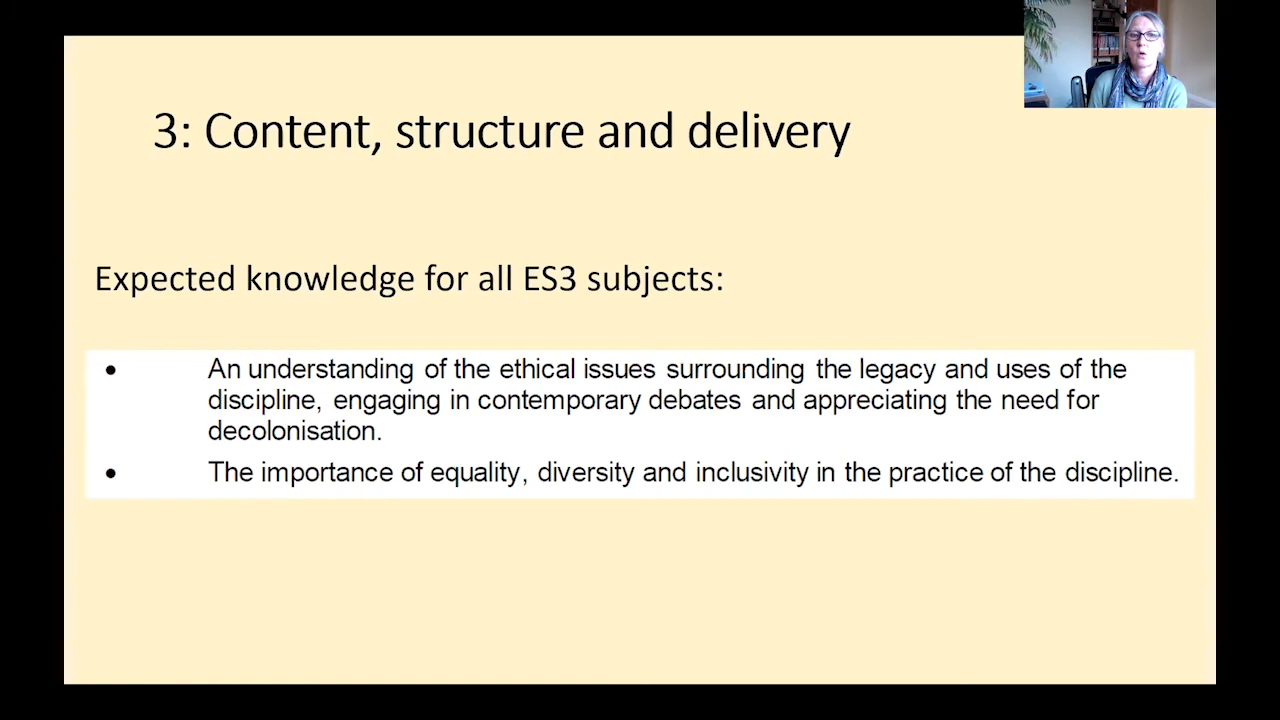 3: Content, structure and delivery
Expected knowledge for all ES3 subjects:
• An understanding of the ethical issues surrounding the legacy and uses of the
discipline, engaging in contemporary debates and appreciating the need for
decolonisation.
• The importance of equality, diversity and inclusivity in the practice of the discipline.